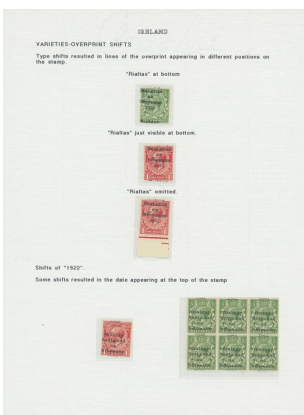 IRELAND
VARIETIES-OVERPRINT SHIFTS
Type shifts resulted in lines of the overprint appearing in different positions on
the stamp.
"Rialtas" at bottom
"Rialtas" just visible at bottom.
"Rialtas" omitted.
Shifts of "1922".
Some shifts resulted in the date appearing at the top of the stamp